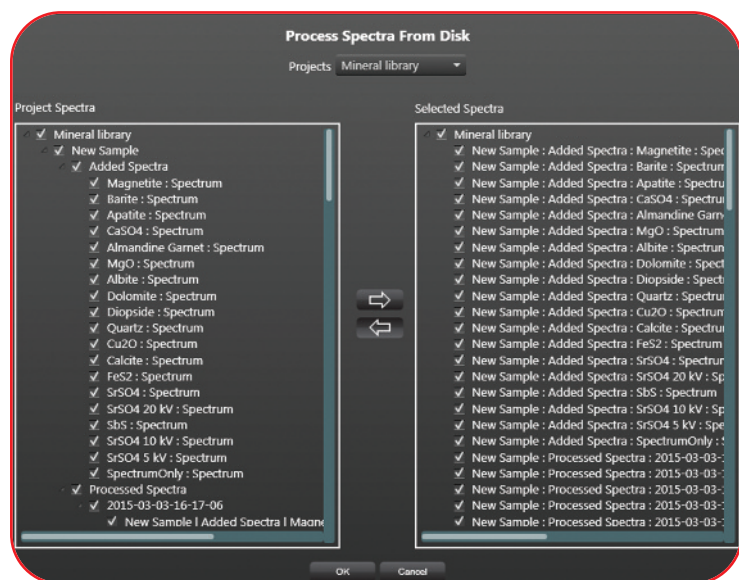 Process Spectra From Disk
Projects Mineral library
Project Spectra
Mineral library
New Sample
Added Spectra
Magnetite : Spectrum
Barite : Spectrum
Apatite : Spectrum
CaSO4 : Spectrum
Almandine Garnet : Spectrum
MgO : Spectrum
Albite : Spectrum
Dolomite : Spectrum
Diopside : Spectrum
Quartz : Spectrum
Cu2O : Spectrum
Calcite : Spectrum
FeS2 : Spectrum
SrSO4 : Spectrum
SrSO4 20 kV : Spectrum
SbS : Spectrum
SrSO4 10 kV : Spectrum
SrSO4 5 kV : Spectrum
SpectrumOnly : Spectrum
Processed Spectra
2015-03-03-16-17-06
New Sample | Added Spectra | Magne
Selected Spectra
Mineral library
New Sample : Added Spectra : Magnetite : Spec
New Sample : Added Spectra : Barite : Spectrum
New Sample : Added Spectra : Apatite : Spectru
New Sample : Added Spectra : CaSO4 : Spectrum
New Sample : Added Spectra : Almandine Garn
New Sample : Added Spectra : MgO : Spectrum
New Sample : Added Spectra : Albite : Spectrum
New Sample : Added Spectra : Dolomite : Spect
New Sample : Added Spectra : Diopside : Spect
New Sample : Added Spectra : Quartz : Spectru
New Sample : Added Spectra : Cu2O : Spectrum
New Sample : Added Spectra : Calcite : Spectru
New Sample : Added Spectra : FeS2 : Spectrum
New Sample : Added Spectra : SrSO4 : Spectrum
New Sample : Added Spectra : SrSO4 20 kV : Sp
New Sample : Added Spectra : SbS : Spectrum
New Sample : Added Spectra : SrSO4 10 kV : Sp
New Sample : Added Spectra : SrSO4 5 kV : Spe
New Sample : Added Spectra : SpectrumOnly : S
New Sample : Processed Spectra : 2015-03-03-1
New Sample : Processed Spectra : 2015-03-03-1
New Sample : Processed Spectra : 2015-03-03-1
New Sample : Processed Spectra : 2015-03-03-1
New Sample : Processed Spectra : 2015-03-03-1
OK Cancel